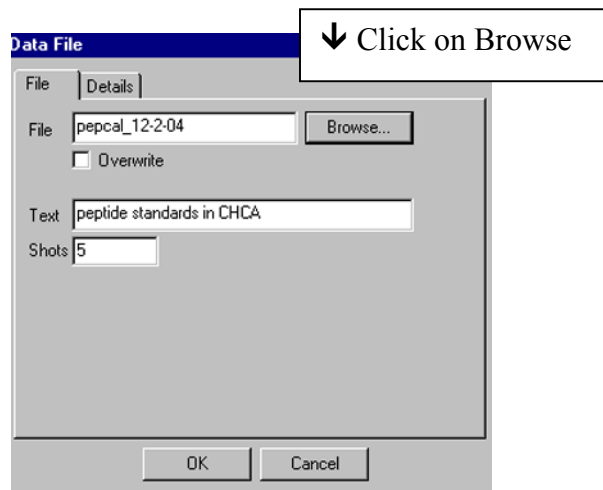 Data File
🡫 Click on Browse
File Details
File pepcal_12-2-04 Browse...
Overwrite
Text peptide standards in CHCA
Shots 5
OK Cancel